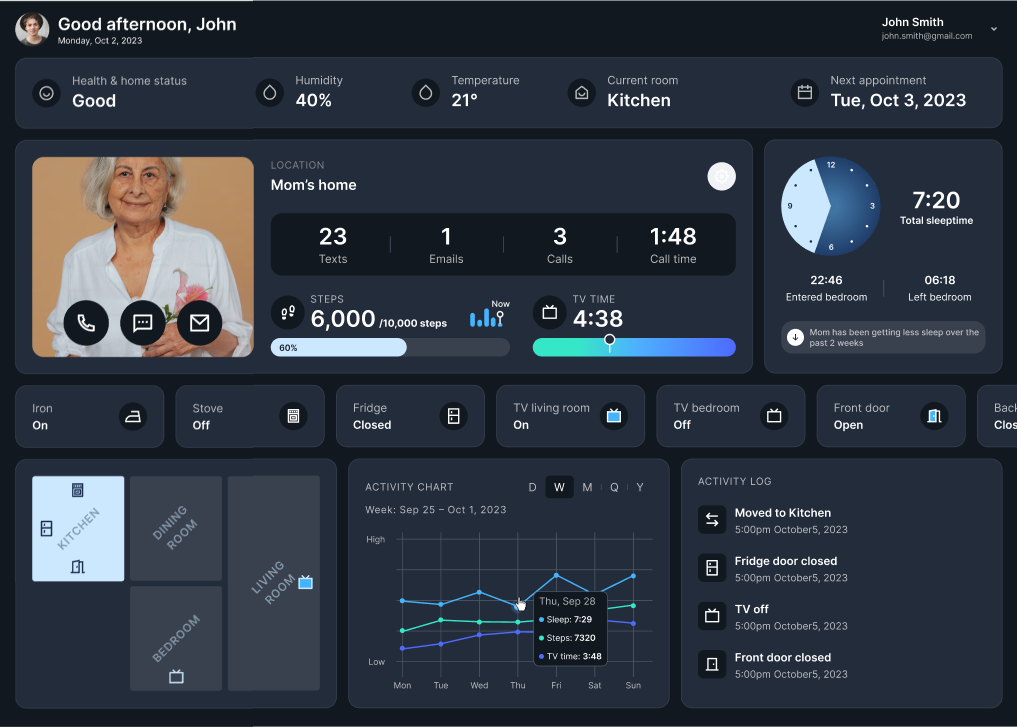 Good afternoon, John
Monday, Oct 2, 2023
John Smith
john.smith@gmail.com
Health & home status
Good
Humidity
40%
Temperature
21°
Current room
Kitchen
Next appointment
Tue, Oct 3, 2023
LOCATION
Mom's home
23
Texts
1
Emails
3
Calls
1:48
Call time
STEPS
6,000 /10,000 steps
Now
60%
TV TIME
4:38
12
3
6
9
7:20
Total sleeptime
22:46
Entered bedroom
06:18
Left bedroom
Mom has been getting less sleep over the
past 2 weeks
Iron
On
Stove
Off
Fridge
Closed
TV living room
On
TV bedroom
Off
Front door
Open
Bac
Clos
KITCHEN
DINING
ROOM
LIVING
ROOM
BEDROOM
ACTIVITY CHART
D W M Q Y
Week: Sep 25 – Oct 1, 2023
High
Low
Thu, Sep 28
Sleep: 7:29
Steps: 7320
TV time: 3:48
Mon Tue Wed Thu Fri Sat Sun
ACTIVITY LOG
Moved to Kitchen
5:00pm October5, 2023
Fridge door closed
5:00pm October5, 2023
TV off
5:00pm October5, 2023
Front door closed
5:00pm October5, 2023